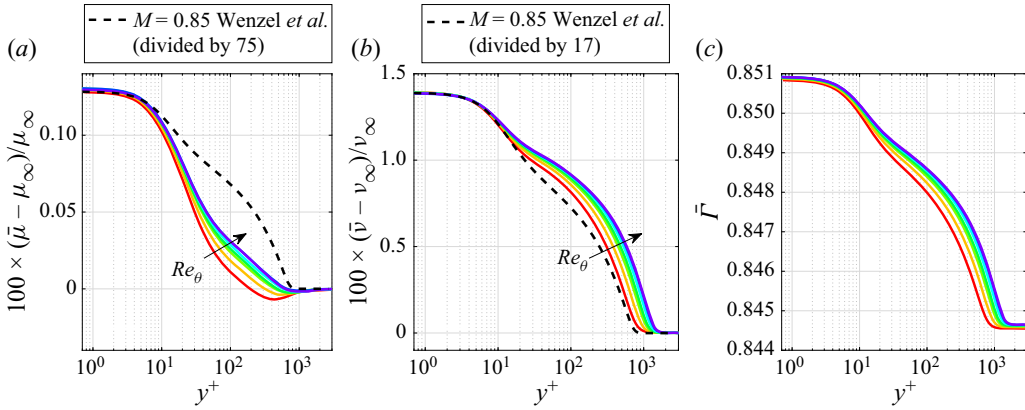 M = 0.85 Wenzel et al.
(divided by 75)
M = 0.85 Wenzel et al.
(divided by 17)
(a)
(b)
(c)
100 × (μ̄ − μ∞)/μ∞
0.10
0.05
0
Reθ
10⁰ 10¹ 10² 10³
y⁺
100 × (ν̄ − ν∞)/ν∞
1.5
1.0
0.5
0
Reθ
10⁰ 10¹ 10² 10³
y⁺
Γ̄
0.851
0.850
0.849
0.848
0.847
0.846
0.845
0.844
10⁰ 10¹ 10² 10³
y⁺